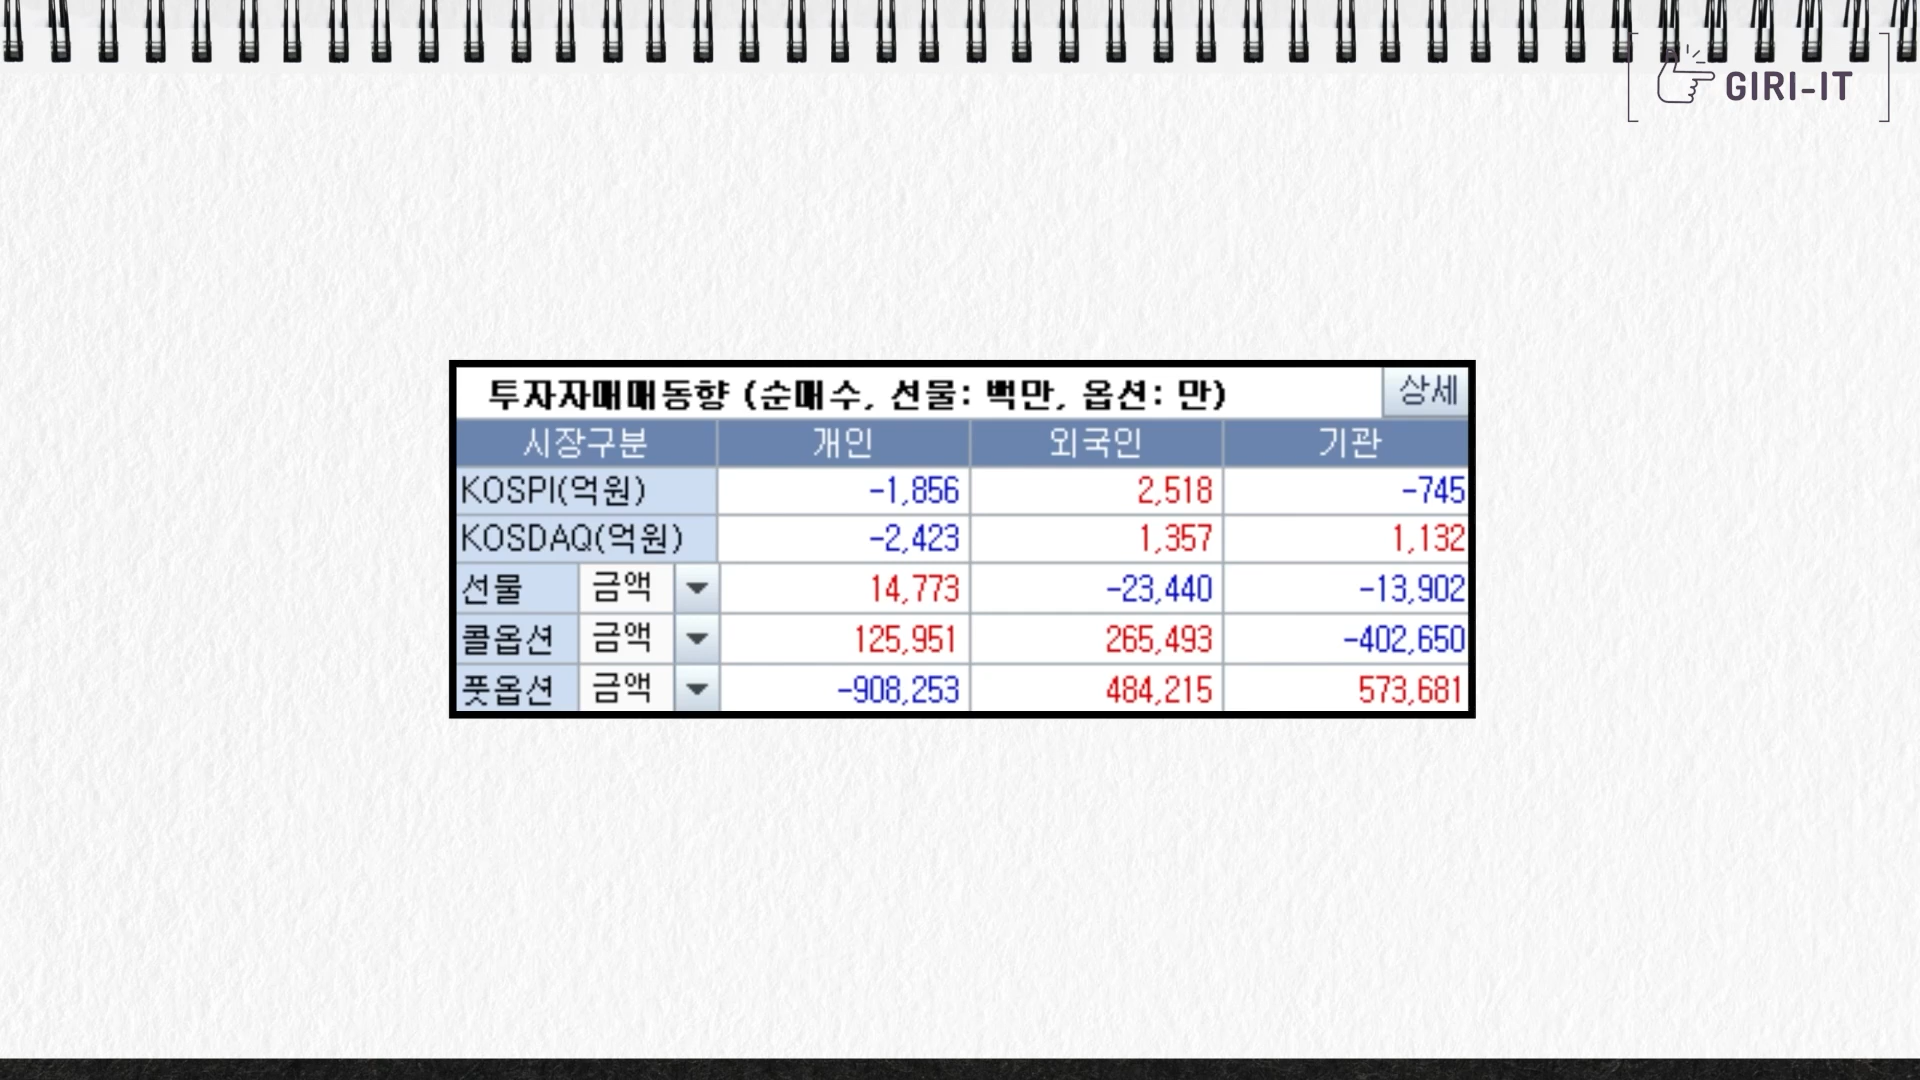 GIRI-IT
투자자매매동향 (순매수, 선물: 백만, 옵션: 만) 상세
시장구분 개인 외국인 기관
KOSPI(억원) -1,856 2,518 -745
KOSDAQ(억원) -2,423 1,357 1,132
선물 금액 14,773 -23,440 -13,902
콜옵션 금액 125,951 265,493 -402,650
풋옵션 금액 -908,253 484,215 573,681